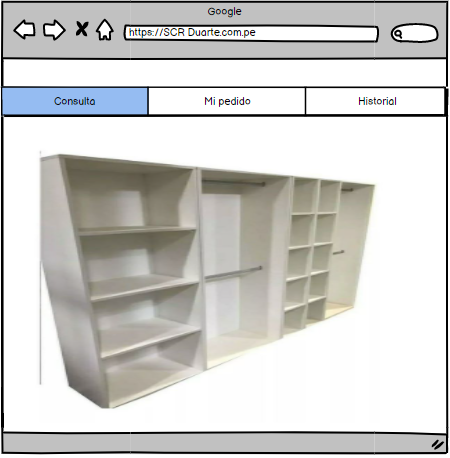 Google
https://SCR Duarte.com.pe
Consulta
Mi pedido
Historial